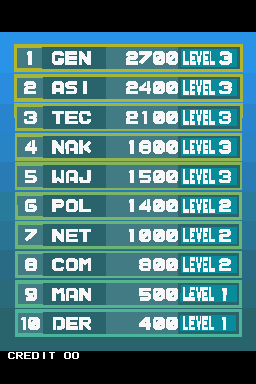 1 GEN 2700 LEVEL 3
2 ASI 2400 LEVEL 3
3 TEC 2100 LEVEL 3
4 NAK 1800 LEVEL 3
5 WAJ 1500 LEVEL 3
6 POL 1400 LEVEL 2
7 NET 1000 LEVEL 2
8 COM 800 LEVEL 2
9 MAN 500 LEVEL 1
10 DER 400 LEVEL 1
CREDIT 00